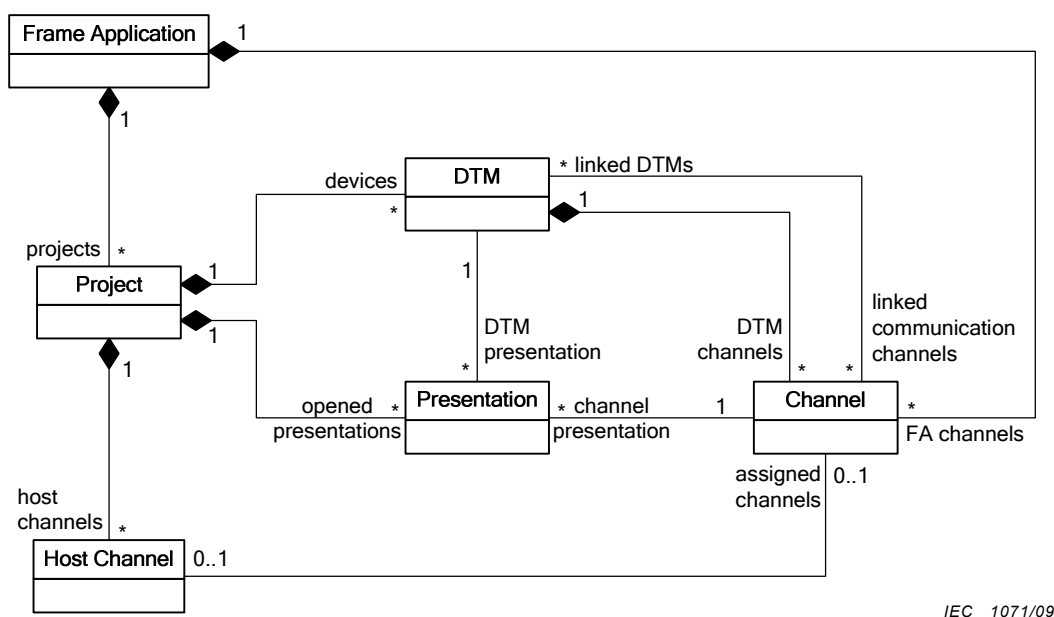 Frame Application
1
1
DTM
* linked DTMs
devices
*
1
1
projects *
Project
1
1
1
linked
communication
channels
DTM
presentation
DTM
channels
*
*
*
Presentation
Channel
opened
presentations
*
* channel
presentation
1
*
FA channels
assigned
channels
0..1
host
channels
*
Host Channel
0..1
IEC 1071/09